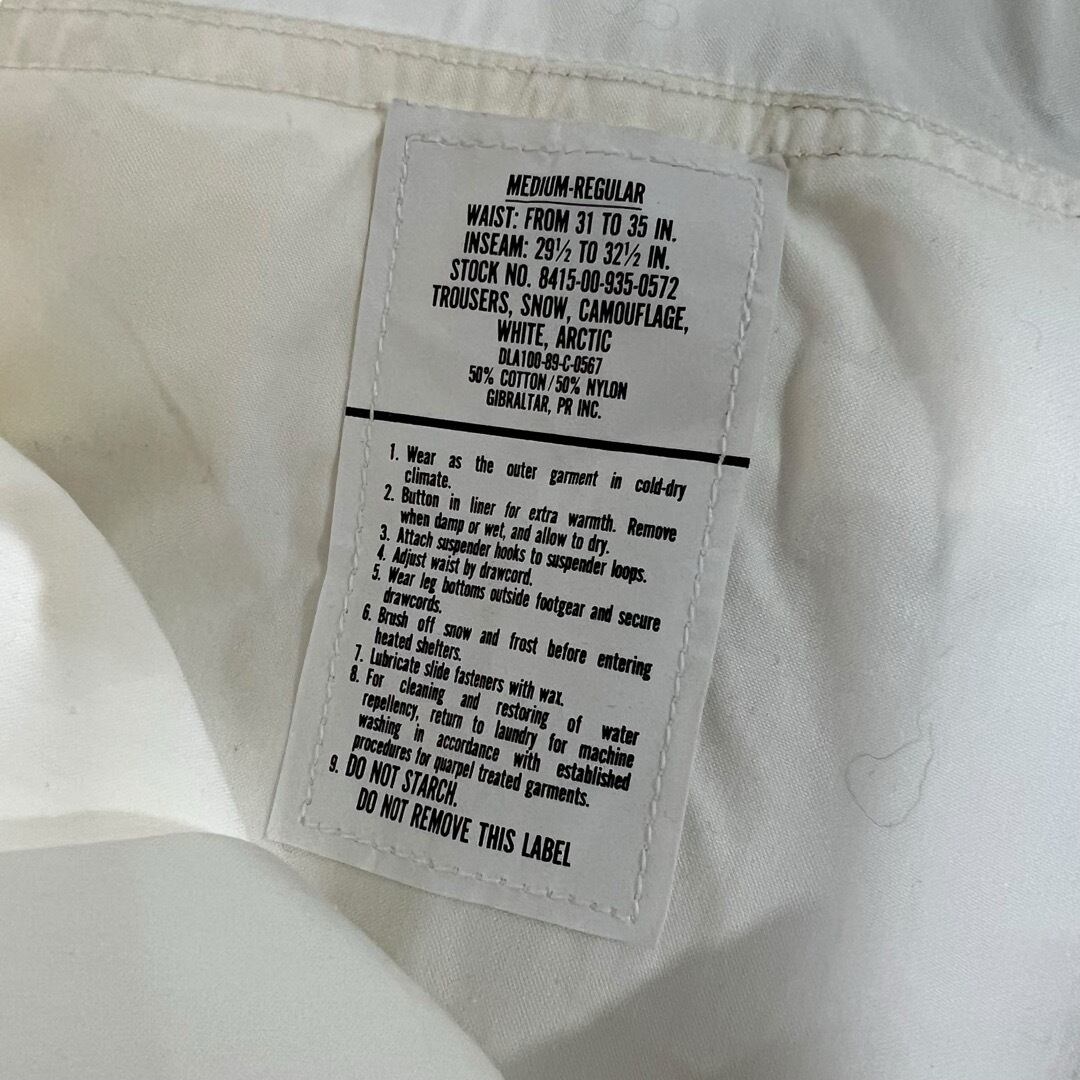 MEDIUM-REGULAR
WAIST: FROM 31 TO 35 IN.
INSEAM: 29½ TO 32½ IN.
STOCK NO. 8415-00-935-0572
TROUSERS, SNOW, CAMOUFLAGE,
WHITE, ARCTIC
DLA100-89-C-0567
50% COTTON/50% NYLON
GIBRALTAR, PR INC.
1. Wear as the outer garment in cold-dry
climate.
2. Button in liner for extra warmth. Remove
when damp or wet, and allow to dry.
3. Attach suspender hooks to suspender loops.
4. Adjust waist by drawcord.
5. Wear leg bottoms outside footgear and secure
drawcords.
6. Brush off snow and frost before entering
heated shelters.
7. Lubricate slide fasteners with wax.
8. For cleaning and restoring of water
repellency, return to laundry for machine
washing in accordance with established
procedures for quarpel treated garments.
9. DO NOT STARCH.
DO NOT REMOVE THIS LABEL